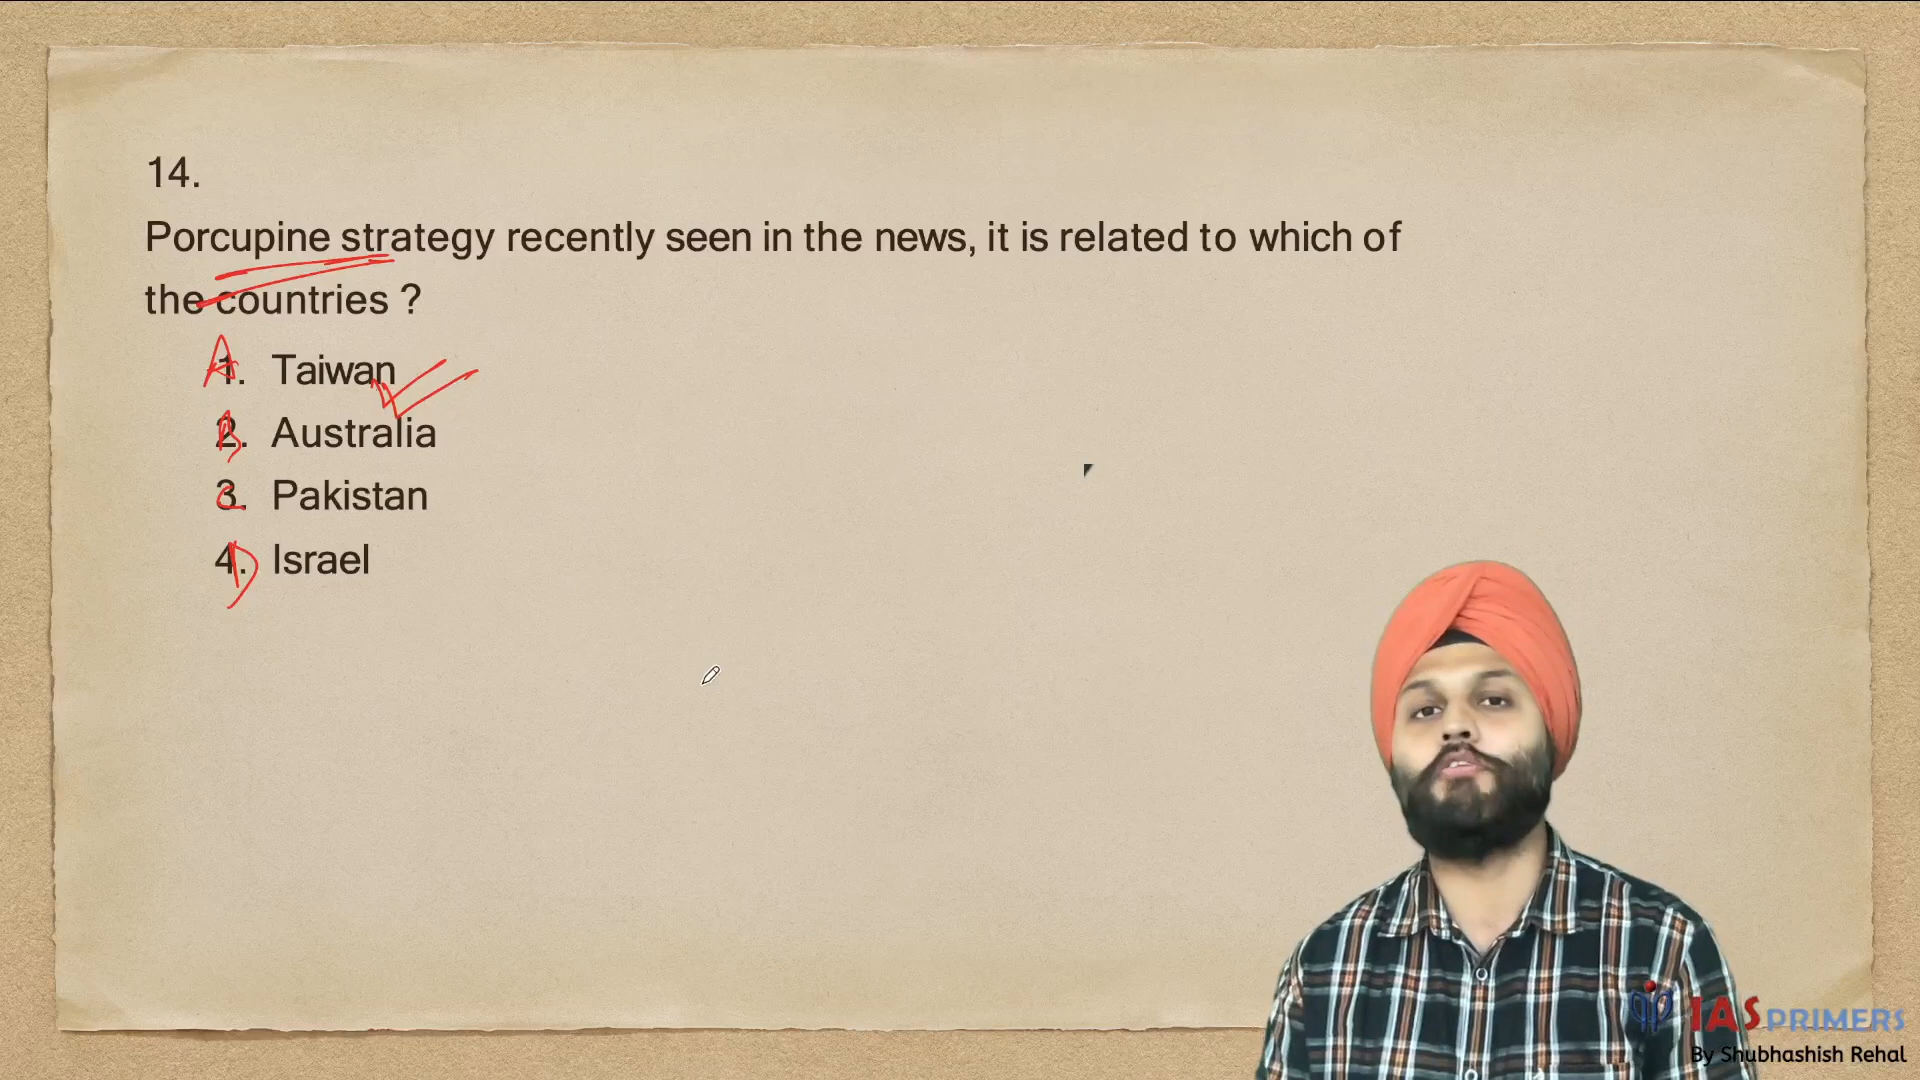 14.
Porcupine strategy recently seen in the news, it is related to which of
the countries ?
A 1. Taiwan
B 2. Australia
C 3. Pakistan
D 4. Israel
IAS PRIMERS
By Shubhashish Rehal